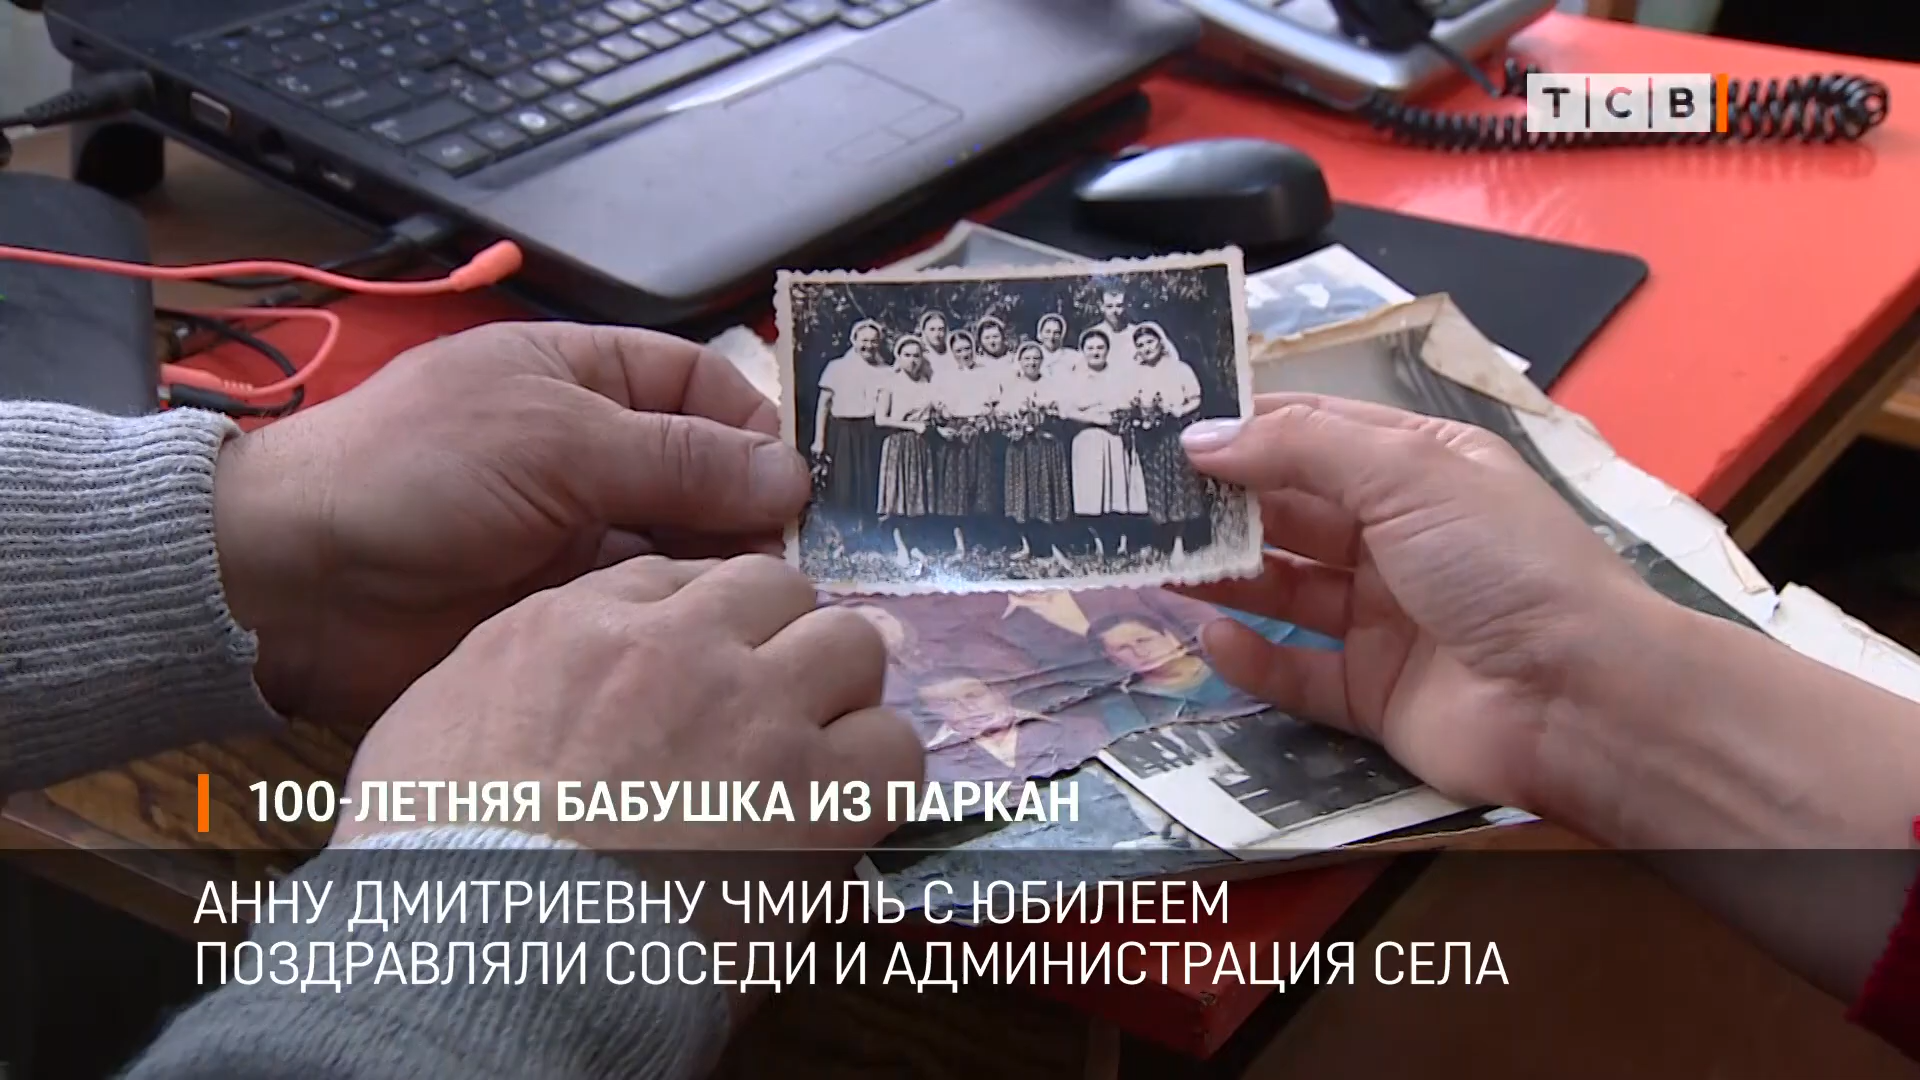 ТСВ
100-ЛЕТНЯЯ БАБУШКА ИЗ ПАРКАН
АННУ ДМИТРИЕВНУ ЧМИЛЬ С ЮБИЛЕЕМ
ПОЗДРАВЛЯЛИ СОСЕДИ И АДМИНИСТРАЦИЯ СЕЛА